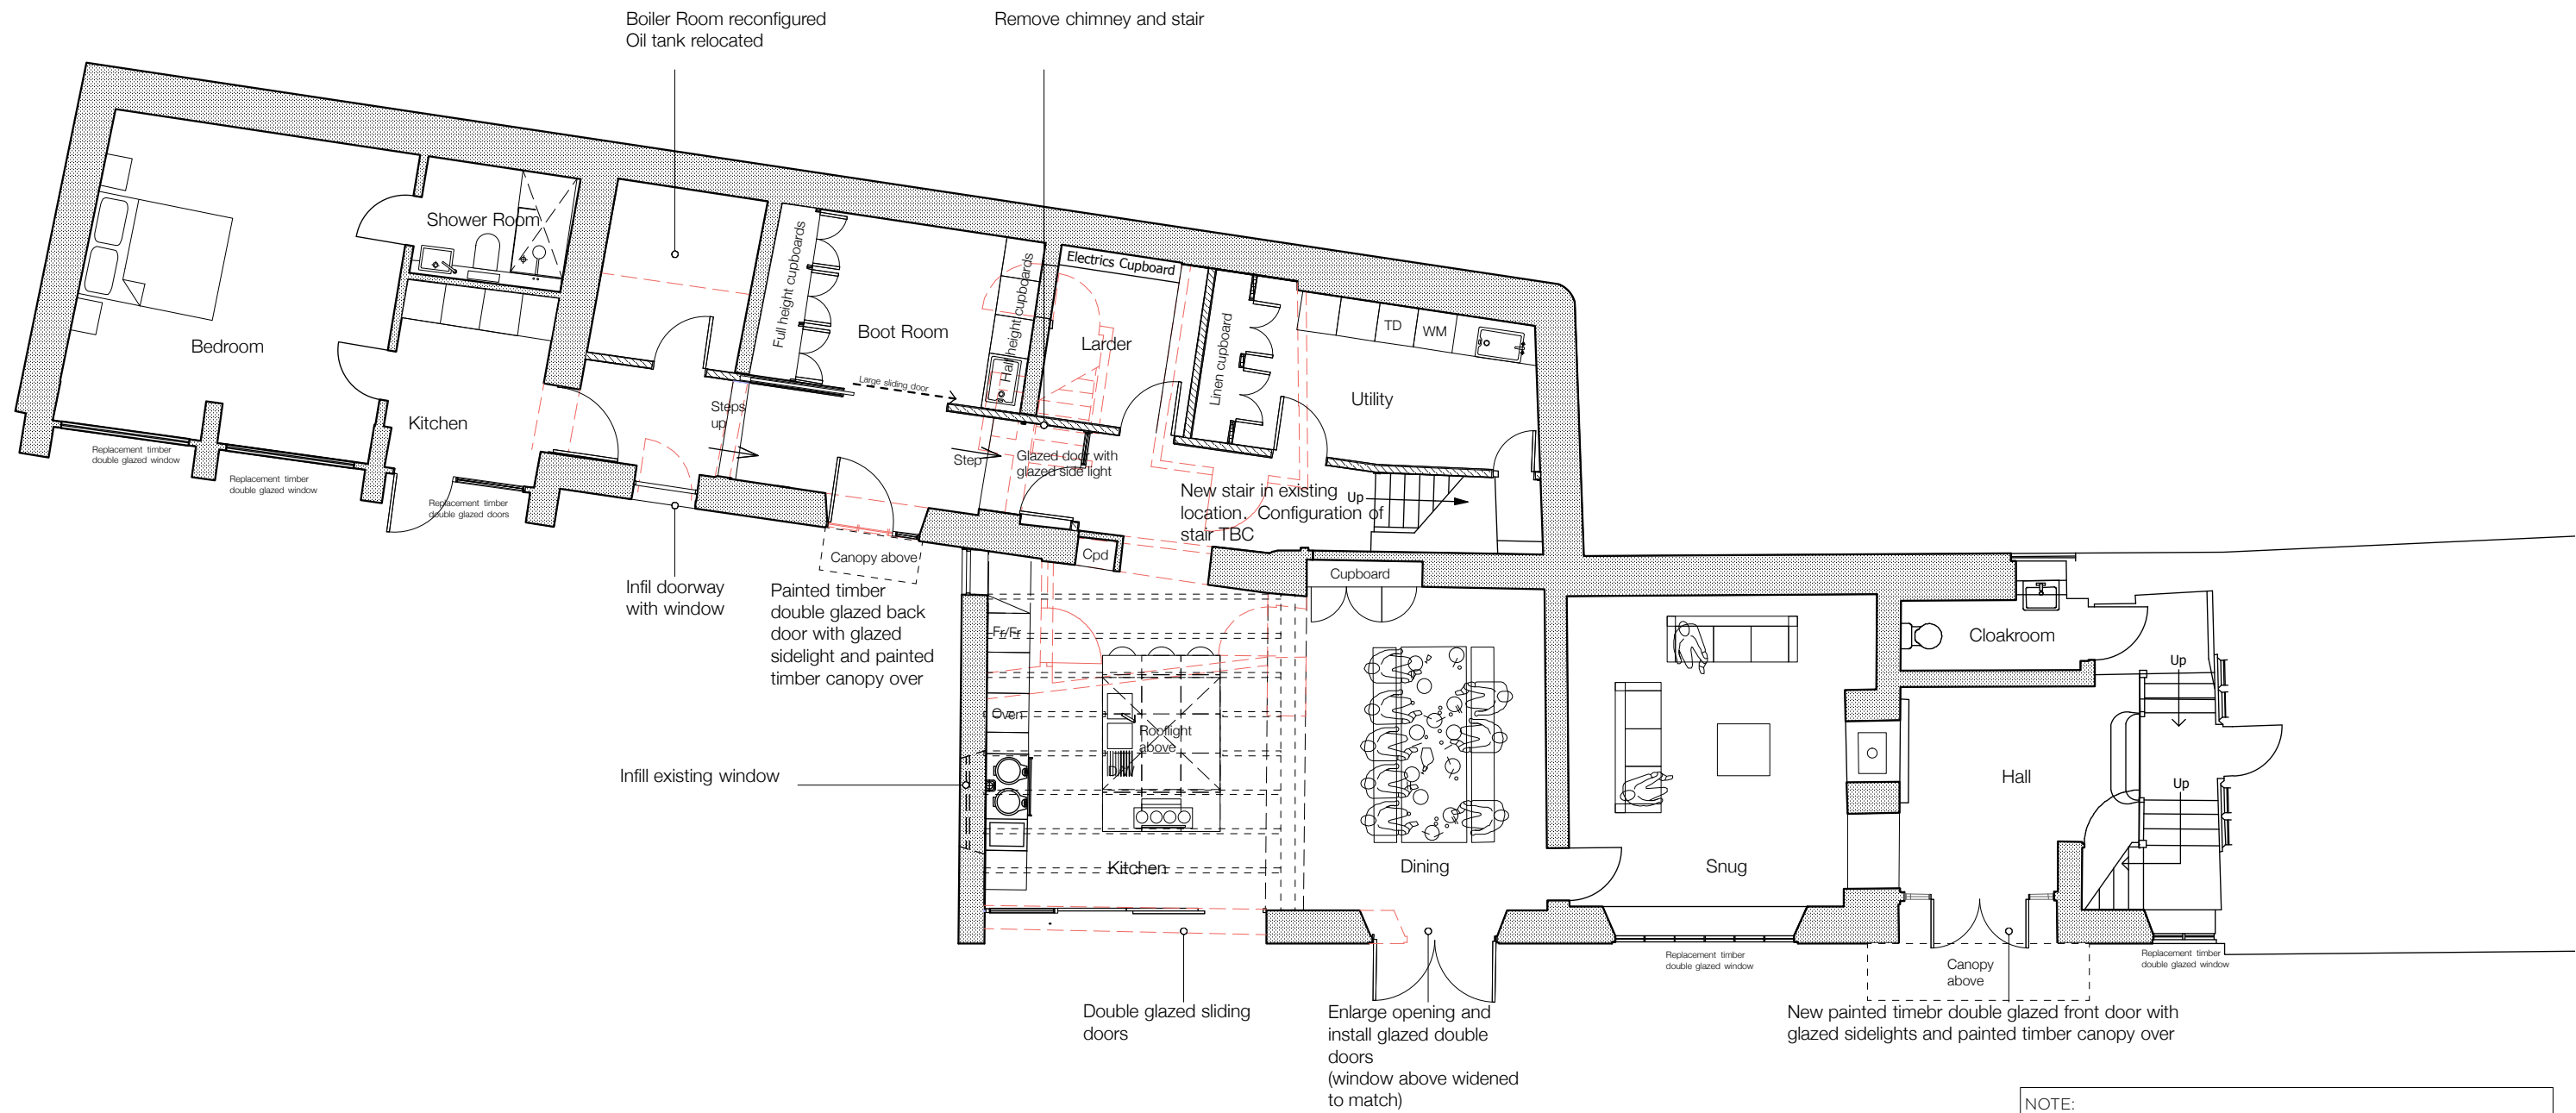 Boiler Room reconfigured
Oil tank relocated
Remove chimney and stair
Shower Room
Bedroom
Kitchen
Full height cupboards
Boot Room
Half height cupboards
Electrics Cupboard
Larder
Linen cupboard
TD
WM
Utility
Large sliding door
Steps
up
Step
Glazed door with
glazed side light
New stair in existing
location. Configuration of
stair TBC
Up
Replacement timber
double glazed window
Replacement timber
double glazed window
Replacement timber
double glazed doors
Canopy above
Cpd
Cupboard
Infil doorway
with window
Painted timber
double glazed back
door with glazed
sidelight and painted
timber canopy over
Fr/Fr
Oven
Rooflight
above
D/W
Infill existing window
Kitchen
Dining
Snug
Cloakroom
Hall
Up
Up
Replacement timber
double glazed window
Canopy
above
Replacement timber
double glazed window
Double glazed sliding
doors
Enlarge opening and
install glazed double
doors
(window above widened
to match)
New painted timebr double glazed front door with
glazed sidelights and painted timber canopy over
NOTE: